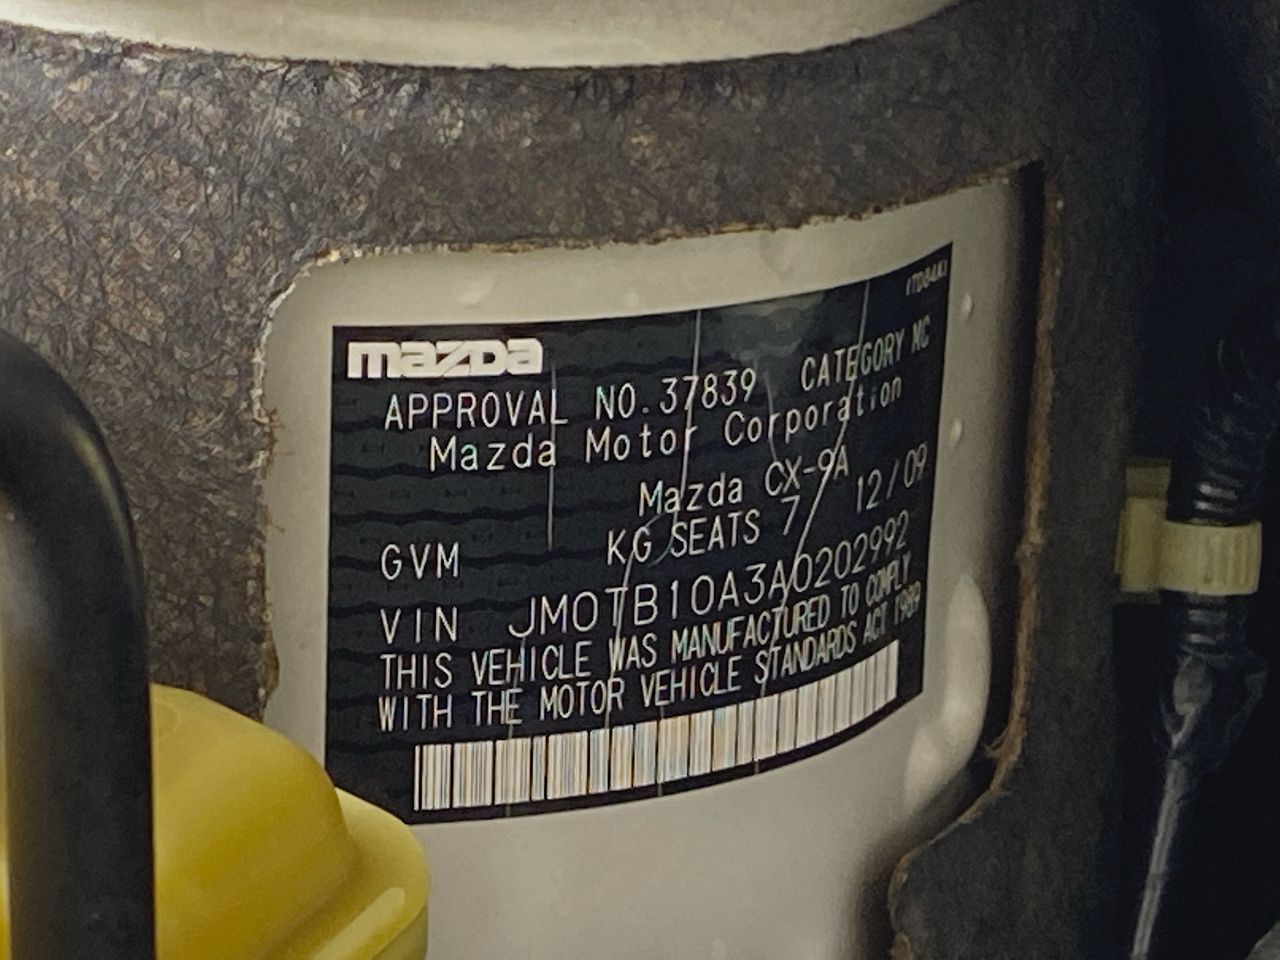 mazda
APPROVAL NO.37839 CATEGORY MC
Mazda Motor Corporation
Mazda CX-9A
12/09
GVM KG SEATS 7
VIN JM0TB10A3A0202992
THIS VEHICLE WAS MANUFACTURED TO COMPLY
WITH THE MOTOR VEHICLE STANDARDS ACT 1989